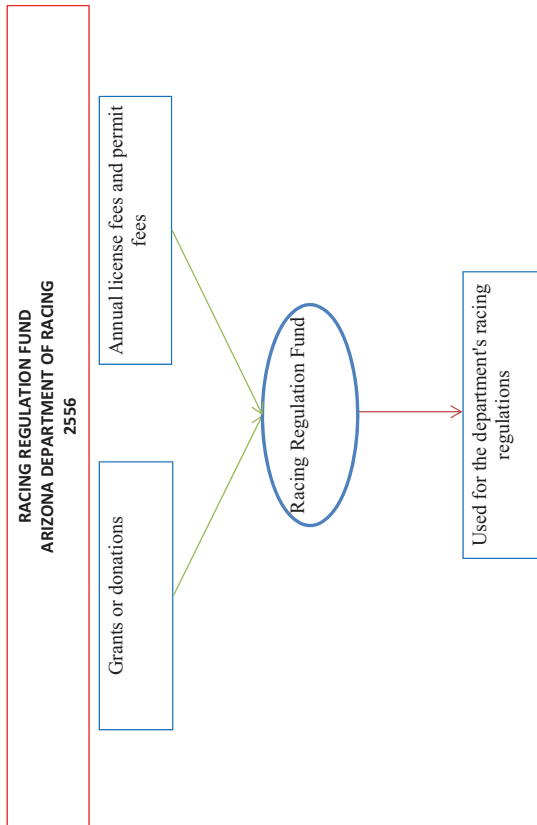 RACING REGULATION FUND
ARIZONA DEPARTMENT OF RACING
2556
Grants or donations
Annual license fees and permit
fees
Racing Regulation Fund
Used for the department's racing
regulations